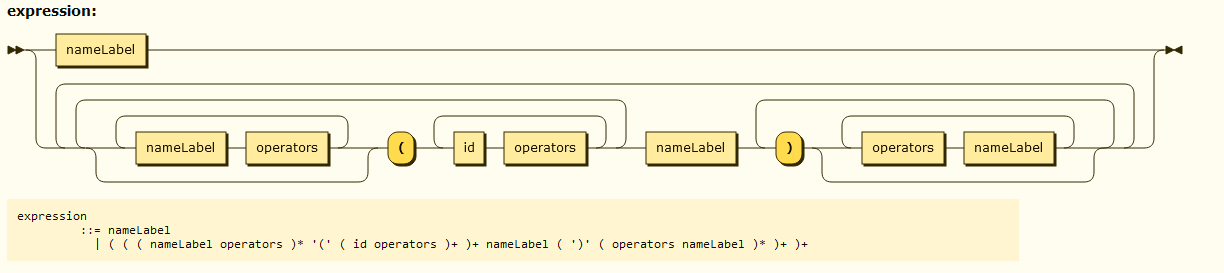 expression:
nameLabel
nameLabel operators ( id operators nameLabel ) operators nameLabel
expression
::= nameLabel
| ( ( ( nameLabel operators )* '(' ( id operators )+ )+ nameLabel ( ')' ( operators nameLabel )* )+ )+